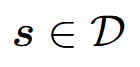 𝒔 ∈ 𝒟